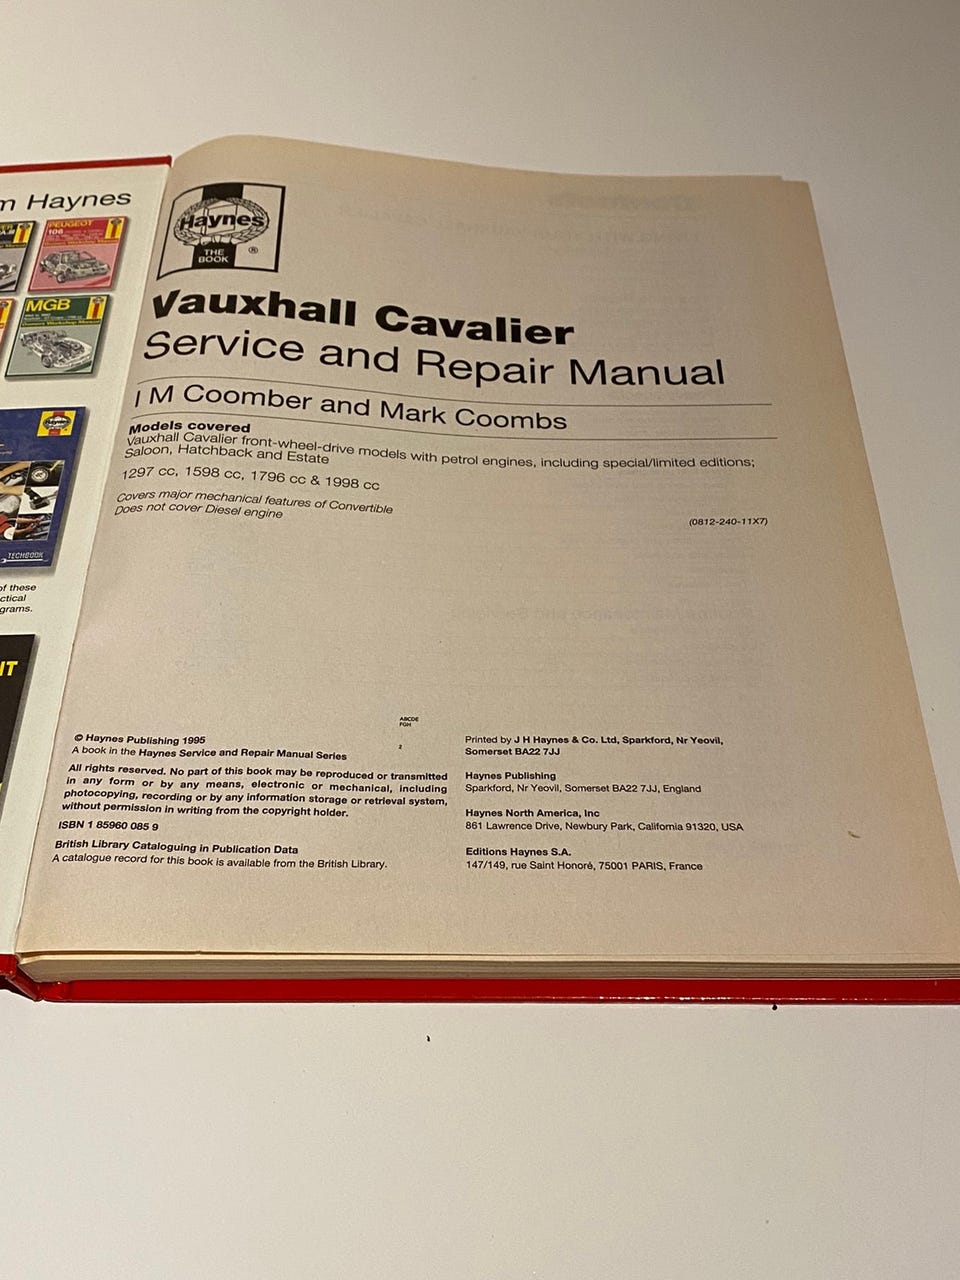 m Haynes
PEUGEOT
106
MGB
Owners Workshop Manual
Haynes
TECHBOOK
of these
ctical
grams.
IT
Haynes
THE
BOOK
®
Vauxhall Cavalier
Service and Repair Manual
I M Coomber and Mark Coombs
Models covered
Vauxhall Cavalier front-wheel-drive models with petrol engines, including special/limited editions;
Saloon, Hatchback and Estate
1297 cc, 1598 cc, 1796 cc & 1998 cc
Covers major mechanical features of Convertible
Does not cover Diesel engine
(0812-240-11X7)
ABCDE
FGH
2
© Haynes Publishing 1995
A book in the Haynes Service and Repair Manual Series
All rights reserved. No part of this book may be reproduced or transmitted
in any form or by any means, electronic or mechanical, including
photocopying, recording or by any information storage or retrieval system,
without permission in writing from the copyright holder.
ISBN 1 85960 085 9
British Library Cataloguing in Publication Data
A catalogue record for this book is available from the British Library.
Printed by J H Haynes & Co. Ltd, Sparkford, Nr Yeovil,
Somerset BA22 7JJ
Haynes Publishing
Sparkford, Nr Yeovil, Somerset BA22 7JJ, England
Haynes North America, Inc
861 Lawrence Drive, Newbury Park, California 91320, USA
Editions Haynes S.A.
147/149, rue Saint Honoré, 75001 PARIS, France